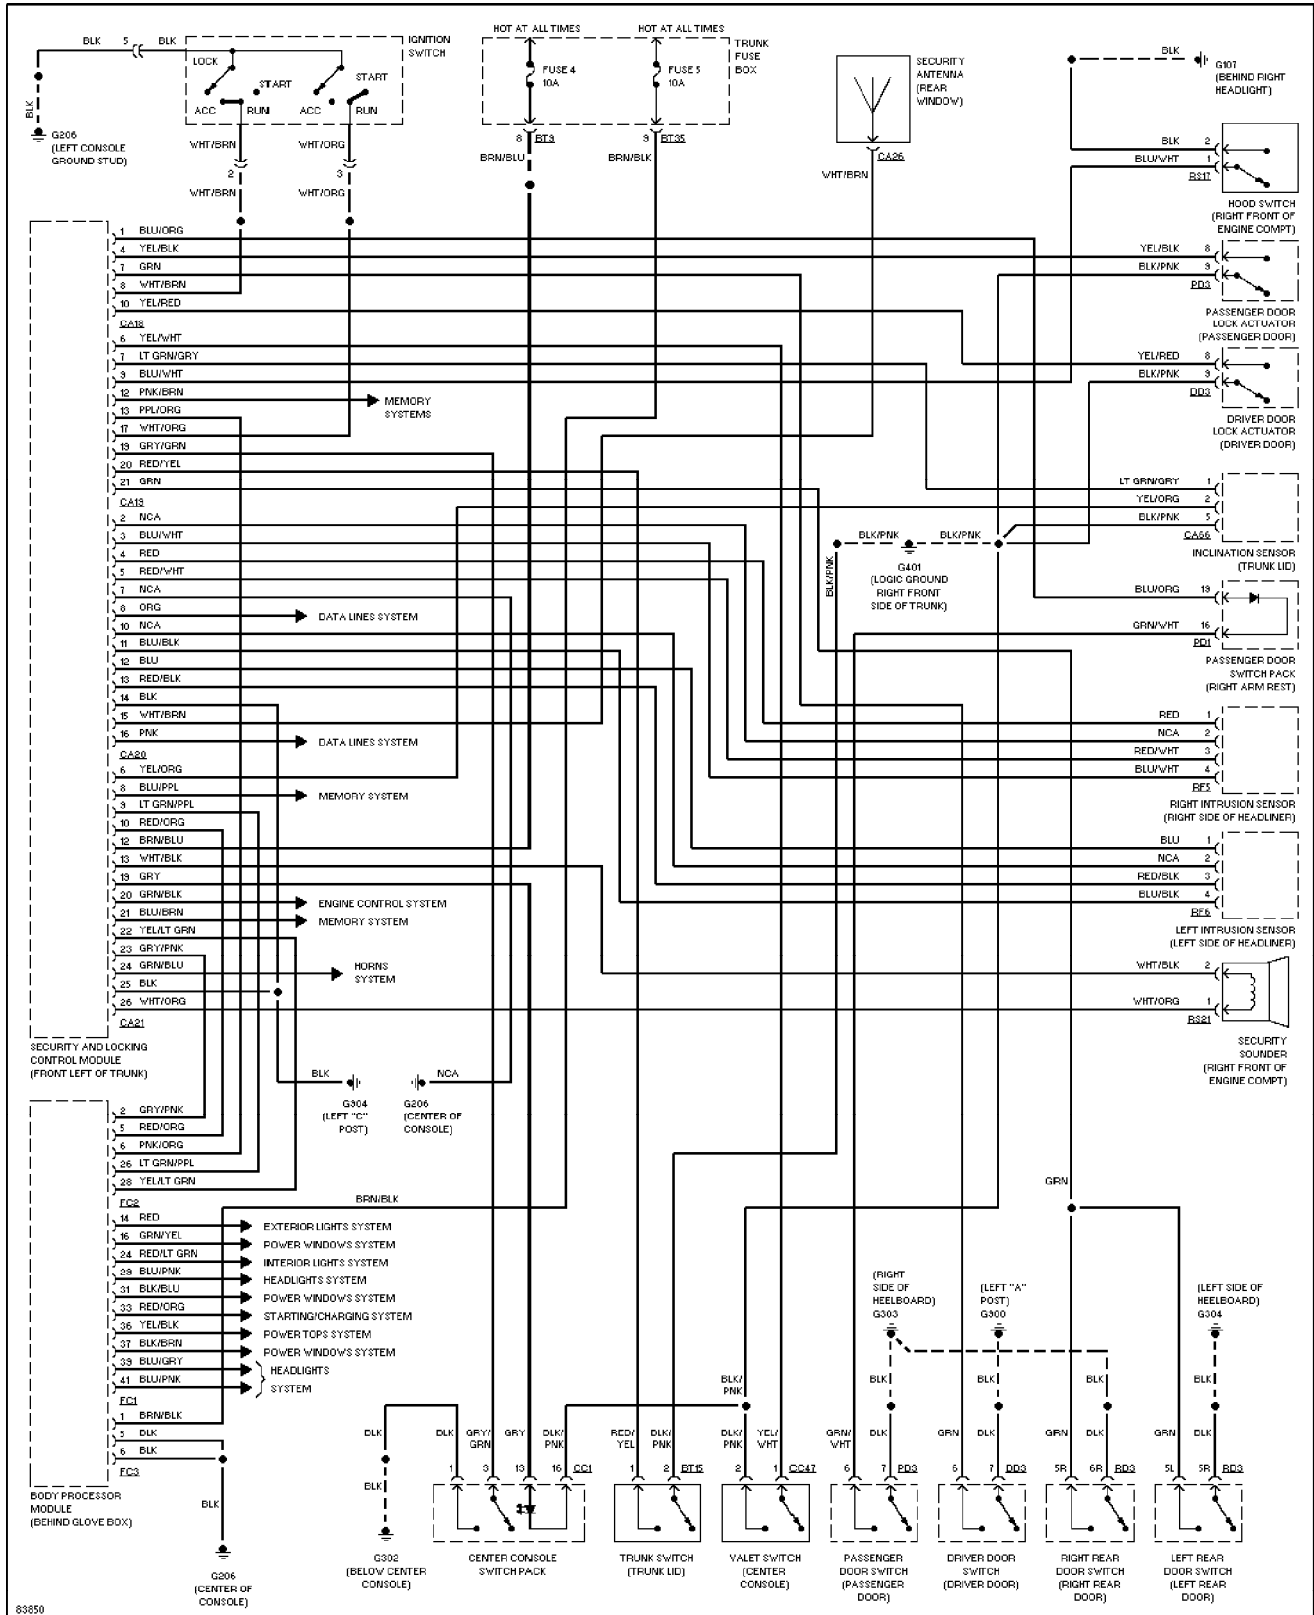 HOT AT ALL TIMES
HOT AT ALL TIMES
BLK
5
BLK
IGNITION
SWITCH
LOCK
START
START
ACC
RUN
ACC
RUN
BLK
G206
(LEFT CONSOLE
GROUND STUD)
WHT/BRN
WHT/ORG
2
3
WHT/BRN
WHT/ORG
FUSE 4
10A
FUSE 5
10A
TRUNK
FUSE
BOX
8
BT9
9
BT35
BRN/BLU
BRN/BLK
SECURITY
ANTENNA
(REAR
WINDOW)
CA26
WHT/BRN
BLK
G107
(BEHIND RIGHT
HEADLIGHT)
BLK 2
BLU/WHT 1
RS17
HOOD SWITCH
(RIGHT FRONT OF
ENGINE COMPT)
YEL/BLK 8
BLK/PNK 9
PD3
PASSENGER DOOR
LOCK ACTUATOR
(PASSENGER DOOR)
YEL/RED 8
BLK/PNK 9
DD3
DRIVER DOOR
LOCK ACTUATOR
(DRIVER DOOR)
LT GRN/GRY 1
YEL/ORG 2
BLK/PNK 5
CA66
INCLINATION SENSOR
(TRUNK LID)
BLK/PNK
BLK/PNK
BLK/PNK
G401
(LOGIC GROUND
RIGHT FRONT
SIDE OF TRUNK)
BLU/ORG 19
GRN/WHT 16
PD1
PASSENGER DOOR
SWITCH PACK
(RIGHT ARM REST)
RED 1
NCA 2
RED/WHT 3
BLU/WHT 4
RF5
RIGHT INTRUSION SENSOR
(RIGHT SIDE OF HEADLINER)
BLU 1
NCA 2
RED/BLK 3
BLU/BLK 4
RF6
LEFT INTRUSION SENSOR
(LEFT SIDE OF HEADLINER)
WHT/BLK 2
WHT/ORG 1
RS21
SECURITY
SOUNDER
(RIGHT FRONT OF
ENGINE COMPT)
1 BLU/ORG
4 YEL/BLK
7 GRN
8 WHT/BRN
10 YEL/RED
CA18
6 YEL/WHT
7 LT GRN/GRY
9 BLU/WHT
12 PNK/BRN
MEMORY
SYSTEMS
13 PPL/ORG
17 WHT/ORG
19 GRY/GRN
20 RED/YEL
21 GRN
CA19
2 NCA
3 BLU/WHT
4 RED
5 RED/WHT
7 NCA
8 ORG
DATA LINES SYSTEM
10 NCA
11 BLU/BLK
12 BLU
13 RED/BLK
14 BLK
15 WHT/BRN
16 PNK
DATA LINES SYSTEM
CA20
6 YEL/ORG
8 BLU/PPL
MEMORY SYSTEM
9 LT GRN/PPL
10 RED/ORG
12 BRN/BLU
13 WHT/BLK
19 GRY
20 GRN/BLK
ENGINE CONTROL SYSTEM
21 BLU/BRN
MEMORY SYSTEM
22 YEL/LT GRN
23 GRY/PNK
24 GRN/BLU
HORNS
SYSTEM
25 BLK
26 WHT/ORG
CA21
SECURITY AND LOCKING
CONTROL MODULE
(FRONT LEFT OF TRUNK)
BLK
G304
(LEFT "C"
POST)
NCA
G206
(CENTER OF
CONSOLE)
2 GRY/PNK
5 RED/ORG
6 PNK/ORG
26 LT GRN/PPL
28 YEL/LT GRN
FC2
BRN/BLK
14 RED
EXTERIOR LIGHTS SYSTEM
16 GRN/YEL
POWER WINDOWS SYSTEM
24 RED/LT GRN
INTERIOR LIGHTS SYSTEM
29 BLU/PNK
HEADLIGHTS SYSTEM
31 BLK/BLU
POWER WINDOWS SYSTEM
33 RED/ORG
STARTING/CHARGING SYSTEM
36 YEL/BLK
POWER TOPS SYSTEM
37 BLK/BRN
POWER WINDOWS SYSTEM
39 BLU/GRY
HEADLIGHTS
41 BLU/PNK
SYSTEM
FC1
1 BRN/BLK
5 BLK
6 BLK
FC3
BODY PROCESSOR
MODULE
(BEHIND GLOVE BOX)
BLK
G206
(CENTER OF
CONSOLE)
GRN
(RIGHT
SIDE OF
HEELBOARD)
G303
(LEFT "A"
POST)
G300
(LEFT SIDE OF
HEELBOARD)
G304
BLK
BLK
BLK
BLK
BLK/
PNK
BLK
BLK
GRY/
GRN
GRY
BLK/
PNK
RED/
YEL
BLK/
PNK
BLK/
PNK
YEL/
WHT
GRN/
WHT
BLK
GRN
BLK
GRN
BLK
GRN
BLK
1 3 13 16 CC1
1 2 BT15
2 1 CC47
6 7 PD3
6 7 DD3
5R 6R RD3
5L 5R RD3
BLK
G302
(BELOW CENTER
CONSOLE)
CENTER CONSOLE
SWITCH PACK
TRUNK SWITCH
(TRUNK LID)
VALET SWITCH
(CENTER
CONSOLE)
PASSENGER
DOOR SWITCH
(PASSENGER
DOOR)
DRIVER DOOR
SWITCH
(DRIVER DOOR)
RIGHT REAR
DOOR SWITCH
(RIGHT REAR
DOOR)
LEFT REAR
DOOR SWITCH
(LEFT REAR
DOOR)
83850